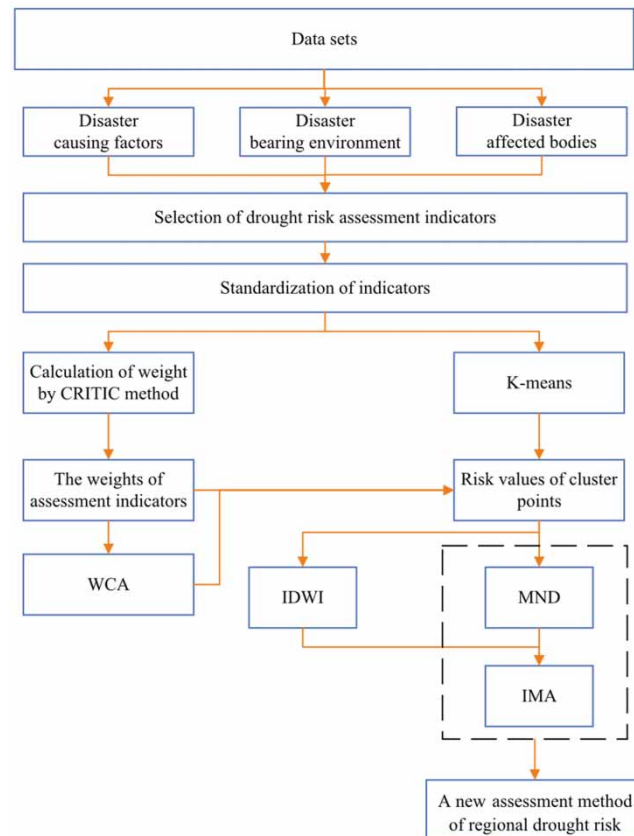 Data sets
Disaster
causing factors
Disaster
bearing environment
Disaster
affected bodies
Selection of drought risk assessment indicators
Standardization of indicators
Calculation of weight
by CRITIC method
K-means
The weights of
assessment indicators
Risk values of cluster
points
WCA
IDWI
MND
IMA
A new assessment method
of regional drought risk